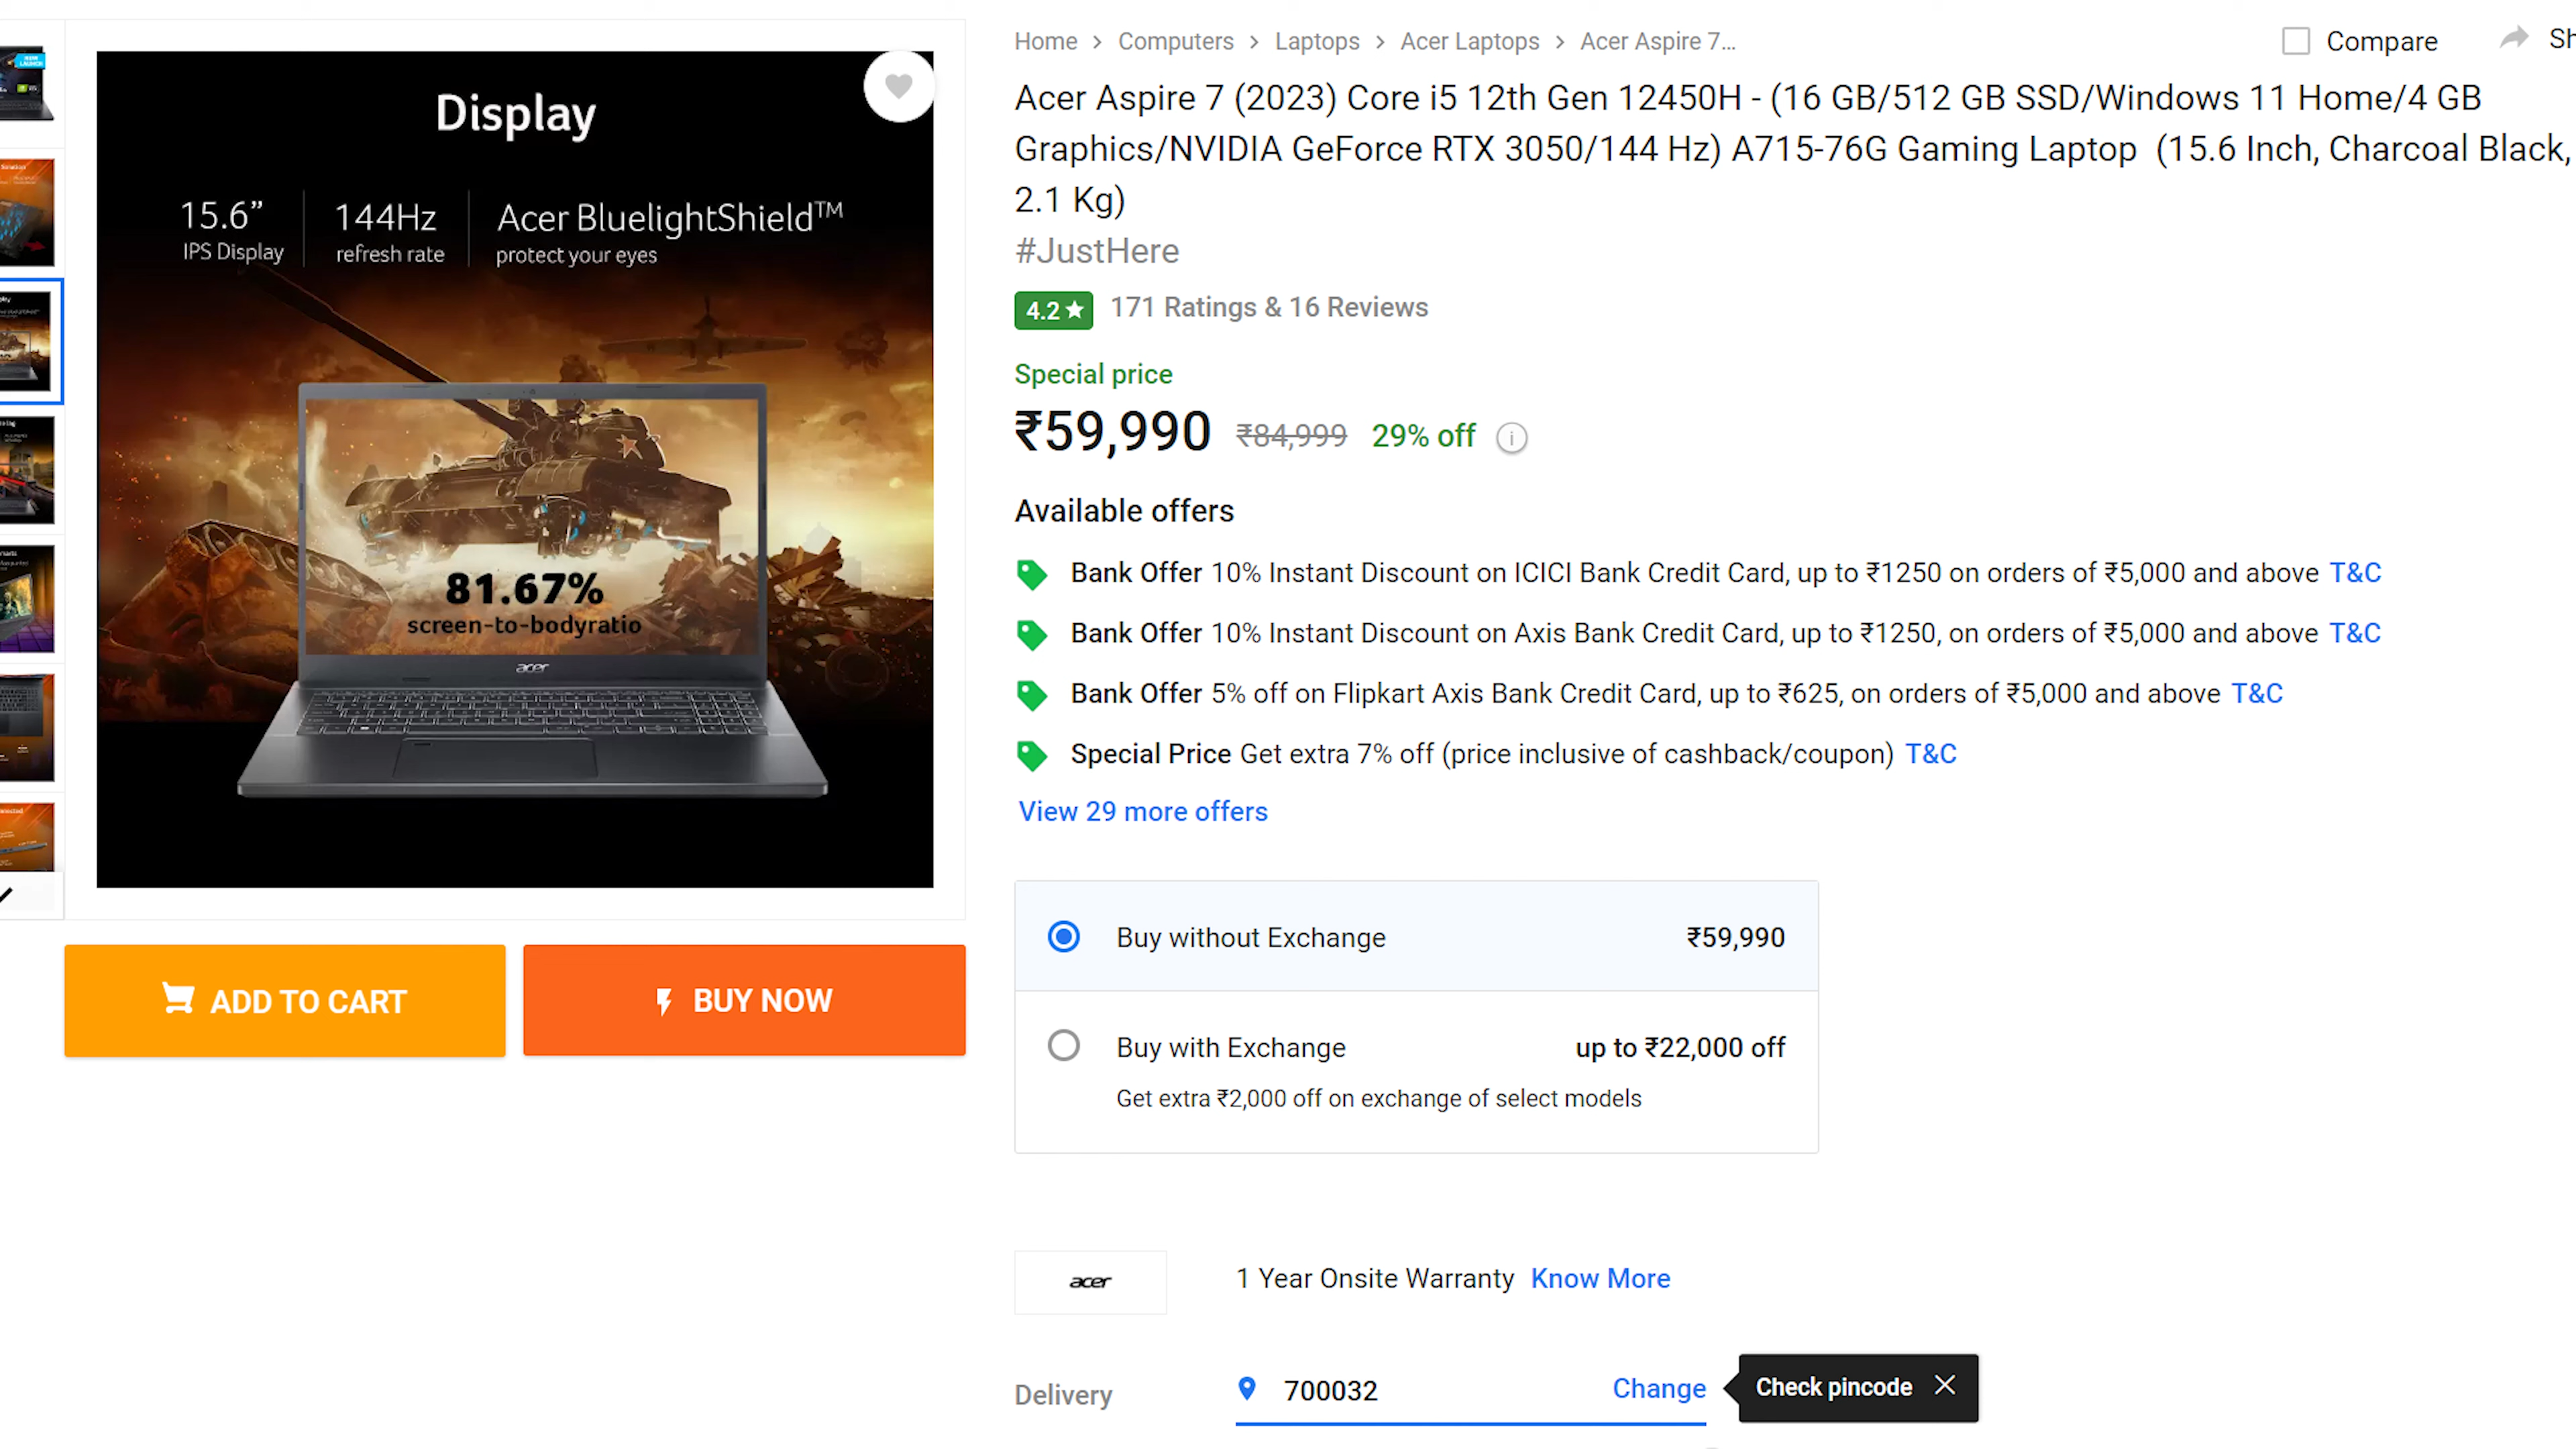 Home > Computers > Laptops > Acer Laptops > Acer Aspire 7...
Compare
Acer Aspire 7 (2023) Core i5 12th Gen 12450H - (16 GB/512 GB SSD/Windows 11 Home/4 GB
Graphics/NVIDIA GeForce RTX 3050/144 Hz) A715-76G Gaming Laptop (15.6 Inch, Charcoal Black,
2.1 Kg)
#JustHere
4.2★ 171 Ratings & 16 Reviews
Special price
₹59,990 ₹84,999 29% off i
Available offers
Bank Offer 10% Instant Discount on ICICI Bank Credit Card, up to ₹1250 on orders of ₹5,000 and above T&C
Bank Offer 10% Instant Discount on Axis Bank Credit Card, up to ₹1250, on orders of ₹5,000 and above T&C
Bank Offer 5% off on Flipkart Axis Bank Credit Card, up to ₹625, on orders of ₹5,000 and above T&C
Special Price Get extra 7% off (price inclusive of cashback/coupon) T&C
View 29 more offers
Buy without Exchange ₹59,990
Buy with Exchange up to ₹22,000 off
Get extra ₹2,000 off on exchange of select models
acer 1 Year Onsite Warranty Know More
Delivery 700032 Change Check pincode
Display
15.6” 144Hz Acer BluelightShield™
IPS Display refresh rate protect your eyes
81.67%
screen-to-bodyratio
acer
ADD TO CART
BUY NOW